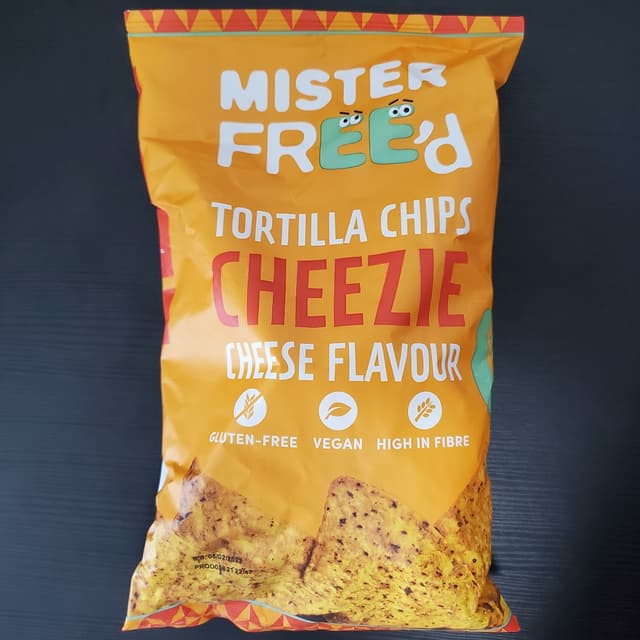 MISTER
FREE'd
TORTILLA CHIPS
CHEEZIE
CHEESE FLAVOUR
GLUTEN-FREE VEGAN HIGH IN FIBRE